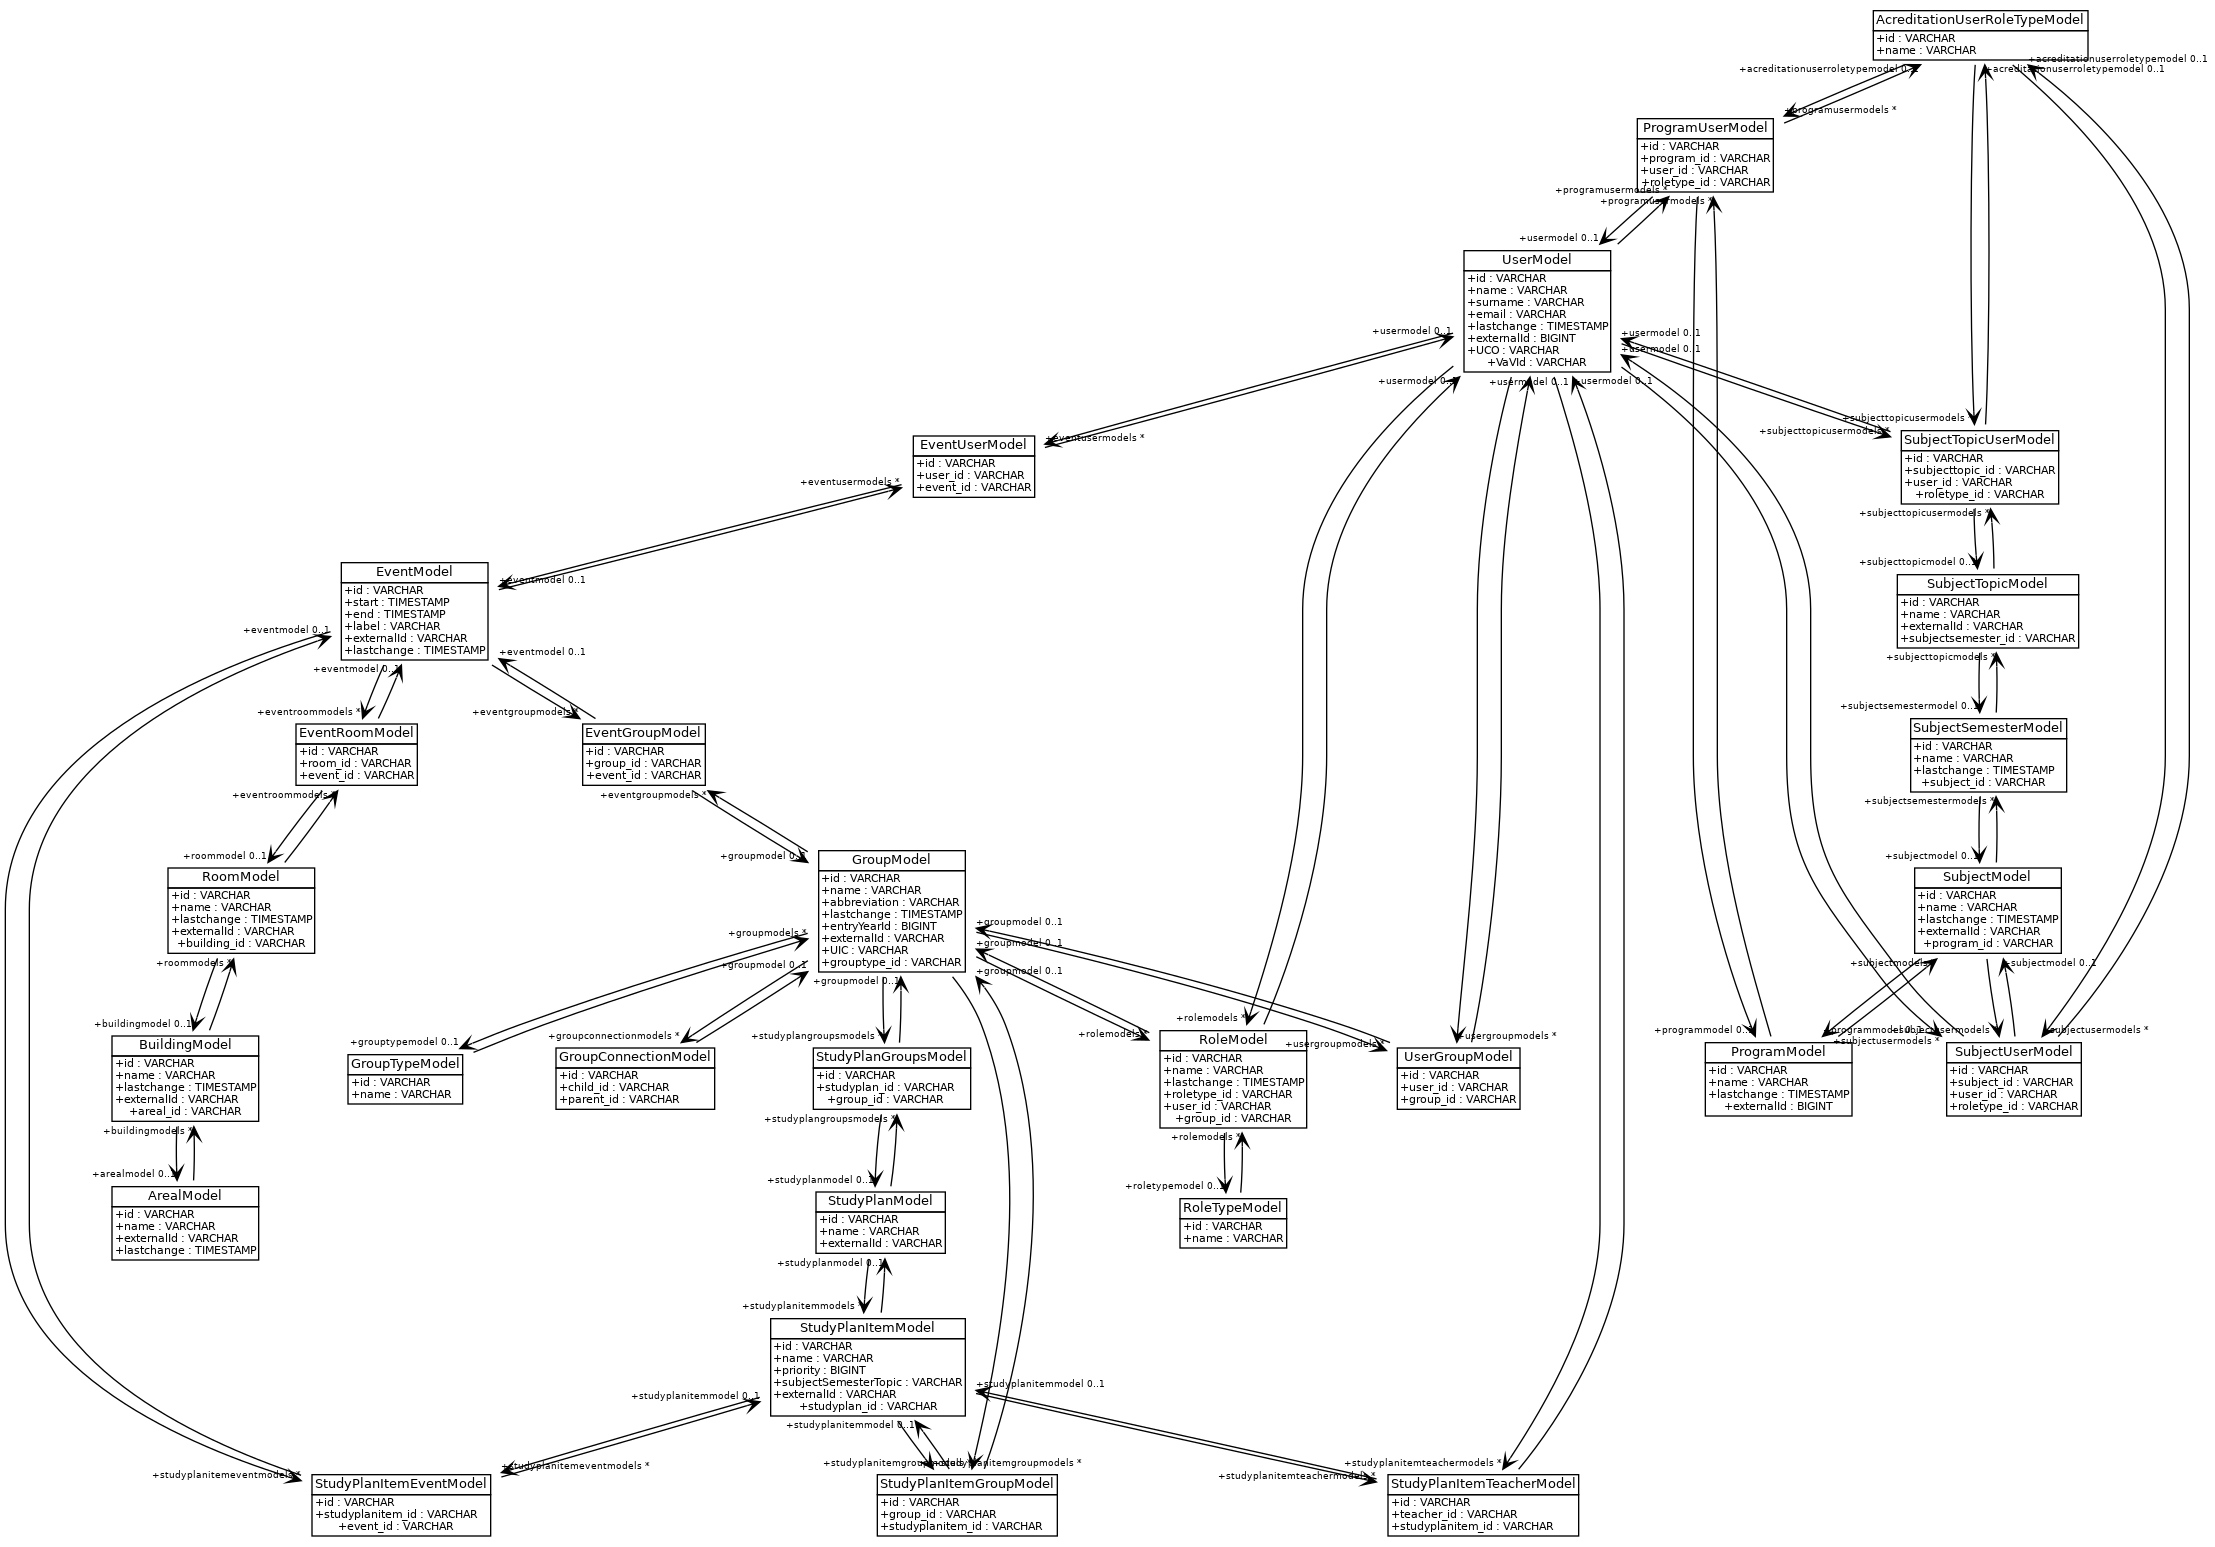 AcreditationUserRoleTypeModel
+id : VARCHAR
+name : VARCHAR
+acreditationuserroletypemodel 0..1
+acreditationuserroletypemodel 0..1
+acreditationuserroletypemodel 0..1
+programusermodels *
ProgramUserModel
+id : VARCHAR
+program_id : VARCHAR
+user_id : VARCHAR
+roletype_id : VARCHAR
+programusermodels *
+programusermodels *
+usermodel 0..1
UserModel
+id : VARCHAR
+name : VARCHAR
+surname : VARCHAR
+email : VARCHAR
+lastchange : TIMESTAMP
+externalId : BIGINT
+UCO : VARCHAR
+VaVId : VARCHAR
+usermodel 0..1
+usermodel 0..1
+usermodel 0..1
+usermodel 0..1
+usermodel 0..1
+usermodel 0..1
+subjecttopicusermodels *
+subjecttopicusermodels *
SubjectTopicUserModel
+id : VARCHAR
+subjecttopic_id : VARCHAR
+user_id : VARCHAR
+roletype_id : VARCHAR
+subjecttopicusermodels *
+eventusermodels *
EventUserModel
+id : VARCHAR
+user_id : VARCHAR
+event_id : VARCHAR
+eventusermodels *
+subjecttopicmodel 0..1
SubjectTopicModel
+id : VARCHAR
+name : VARCHAR
+externalId : VARCHAR
+subjectsemester_id : VARCHAR
+subjecttopicmodels *
+eventmodel 0..1
EventModel
+id : VARCHAR
+start : TIMESTAMP
+end : TIMESTAMP
+label : VARCHAR
+externalId : VARCHAR
+lastchange : TIMESTAMP
+eventmodel 0..1
+eventmodel 0..1
+eventmodel 0..1
+eventroommodels *
+eventgroupmodels *
+subjectsemestermodel 0..1
EventRoomModel
+id : VARCHAR
+room_id : VARCHAR
+event_id : VARCHAR
+eventroommodels *
EventGroupModel
+id : VARCHAR
+group_id : VARCHAR
+event_id : VARCHAR
+eventgroupmodels *
SubjectSemesterModel
+id : VARCHAR
+name : VARCHAR
+lastchange : TIMESTAMP
+subject_id : VARCHAR
+subjectsemestermodels *
+roommodel 0..1
+groupmodel 0..1
+subjectmodel 0..1
RoomModel
+id : VARCHAR
+name : VARCHAR
+lastchange : TIMESTAMP
+externalId : VARCHAR
+building_id : VARCHAR
+roommodels *
GroupModel
+id : VARCHAR
+name : VARCHAR
+abbreviation : VARCHAR
+lastchange : TIMESTAMP
+entryYearId : BIGINT
+externalId : VARCHAR
+UIC : VARCHAR
+grouptype_id : VARCHAR
+groupmodels *
+groupmodel 0..1
+groupmodel 0..1
+groupmodel 0..1
+groupmodel 0..1
+groupmodel 0..1
SubjectModel
+id : VARCHAR
+name : VARCHAR
+lastchange : TIMESTAMP
+externalId : VARCHAR
+program_id : VARCHAR
+subjectmodels *
+subjectmodel 0..1
+buildingmodel 0..1
BuildingModel
+id : VARCHAR
+name : VARCHAR
+lastchange : TIMESTAMP
+externalId : VARCHAR
+areal_id : VARCHAR
+buildingmodels *
+grouptypemodel 0..1
GroupTypeModel
+id : VARCHAR
+name : VARCHAR
+groupconnectionmodels *
GroupConnectionModel
+id : VARCHAR
+child_id : VARCHAR
+parent_id : VARCHAR
+studyplangroupsmodels *
StudyPlanGroupsModel
+id : VARCHAR
+studyplan_id : VARCHAR
+group_id : VARCHAR
+studyplangroupsmodels *
+rolemodels *
+rolemodels *
RoleModel
+id : VARCHAR
+name : VARCHAR
+lastchange : TIMESTAMP
+roletype_id : VARCHAR
+user_id : VARCHAR
+group_id : VARCHAR
+rolemodels *
+usergroupmodels *
+usergroupmodels *
UserGroupModel
+id : VARCHAR
+user_id : VARCHAR
+group_id : VARCHAR
+programmodel 0..1
+programmodel 0..1
ProgramModel
+id : VARCHAR
+name : VARCHAR
+lastchange : TIMESTAMP
+externalId : BIGINT
+subjectusermodels *
+subjectusermodels *
+subjectusermodels *
SubjectUserModel
+id : VARCHAR
+subject_id : VARCHAR
+user_id : VARCHAR
+roletype_id : VARCHAR
+arealmodel 0..1
ArealModel
+id : VARCHAR
+name : VARCHAR
+externalId : VARCHAR
+lastchange : TIMESTAMP
+studyplanmodel 0..1
StudyPlanModel
+id : VARCHAR
+name : VARCHAR
+externalId : VARCHAR
+studyplanmodel 0..1
+roletypemodel 0..1
RoleTypeModel
+id : VARCHAR
+name : VARCHAR
+studyplanitemmodels *
StudyPlanItemModel
+id : VARCHAR
+name : VARCHAR
+priority : BIGINT
+subjectSemesterTopic : VARCHAR
+externalId : VARCHAR
+studyplan_id : VARCHAR
+studyplanitemmodel 0..1
+studyplanitemmodel 0..1
+studyplanitemmodel 0..1
+studyplanitemeventmodels *
+studyplanitemeventmodels *
StudyPlanItemEventModel
+id : VARCHAR
+studyplanitem_id : VARCHAR
+event_id : VARCHAR
+studyplanitemgroupmodels *
+studyplanitemgroupmodels *
StudyPlanItemGroupModel
+id : VARCHAR
+group_id : VARCHAR
+studyplanitem_id : VARCHAR
+studyplanitemteachermodels *
+studyplanitemteachermodels *
StudyPlanItemTeacherModel
+id : VARCHAR
+teacher_id : VARCHAR
+studyplanitem_id : VARCHAR